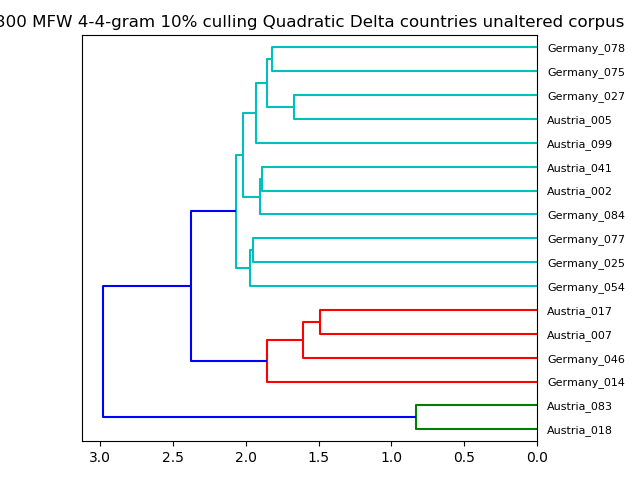 300 MFW 4-4-gram 10% culling Quadratic Delta countries unaltered corpus
Germany_078
Germany_075
Germany_027
Austria_005
Austria_099
Austria_041
Austria_002
Germany_084
Germany_077
Germany_025
Germany_054
Austria_017
Austria_007
Germany_046
Germany_014
Austria_083
Austria_018
3.0 2.5 2.0 1.5 1.0 0.5 0.0